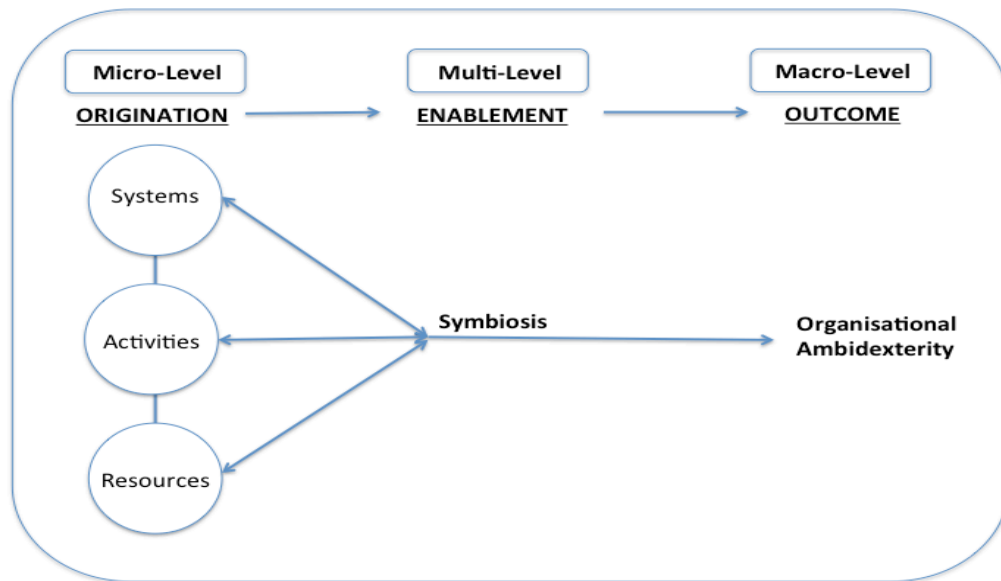 Micro-Level
Multi-Level
Macro-Level
ORIGINATION
ENABLEMENT
OUTCOME
Systems
Activities
Resources
Symbiosis
Organisational
Ambidexterity